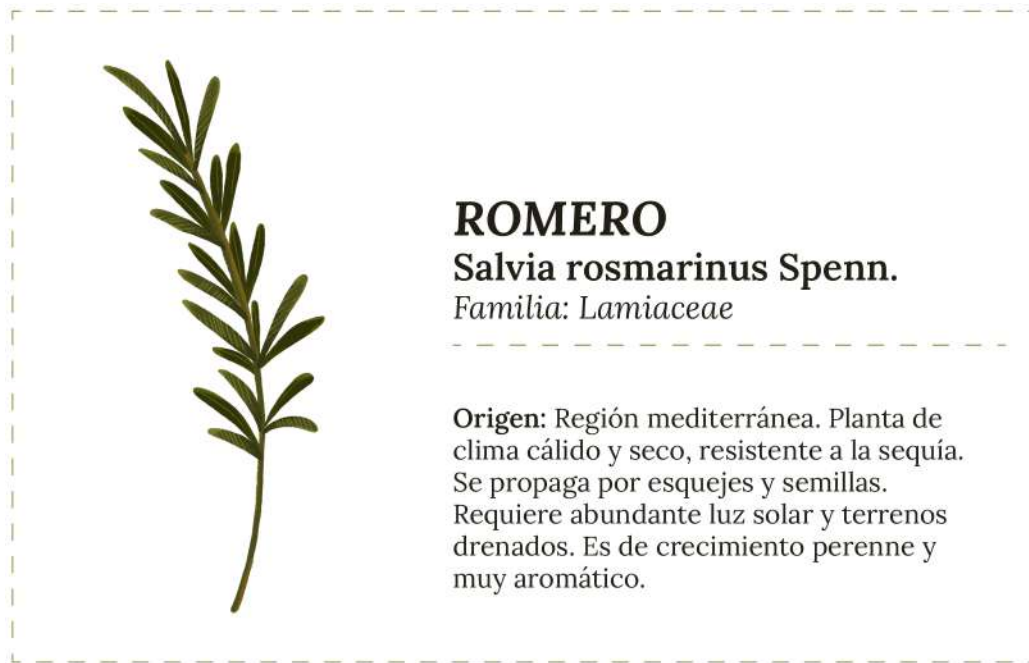 ROMERO
Salvia rosmarinus Spenn.
Familia: Lamiaceae
Origen: Región mediterránea. Planta de
clima cálido y seco, resistente a la sequía.
Se propaga por esquejes y semillas.
Requiere abundante luz solar y terrenos
drenados. Es de crecimiento perenne y
muy aromático.